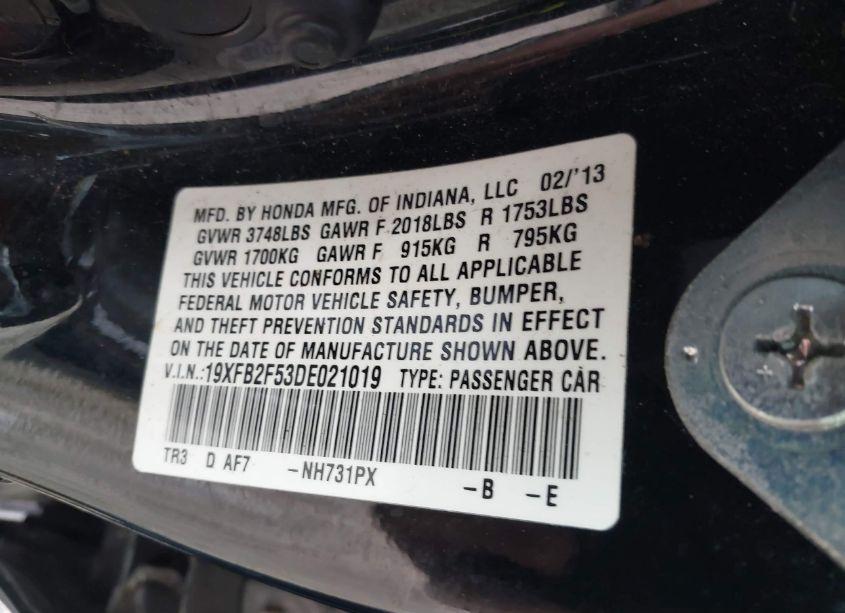 MFD. BY HONDA MFG. OF INDIANA, LLC 02/'13
GVWR 3748LBS GAWR F 2018LBS R 1753LBS
GVWR 1700KG GAWR F 915KG R 795KG
THIS VEHICLE CONFORMS TO ALL APPLICABLE
FEDERAL MOTOR VEHICLE SAFETY, BUMPER,
AND THEFT PREVENTION STANDARDS IN EFFECT
ON THE DATE OF MANUFACTURE SHOWN ABOVE.
V.I.N.:19XFB2F53DE021019 TYPE: PASSENGER CAR
TR3 D AF7 -NH731PX -B -E